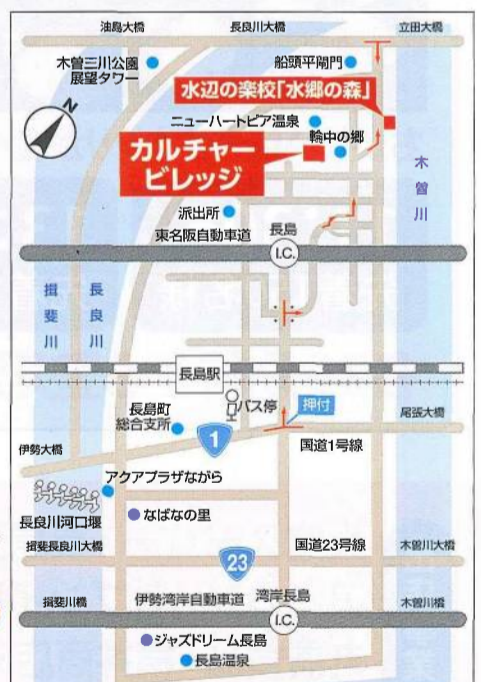 油島大橋
長良川大橋
立田大橋
木曽三川公園
展望タワー
船頭平閘門
水辺の楽校「水郷の森」
N
ニューハートピア温泉
輪中の郷
カルチャー
ビレッジ
木曽川
派出所
東名阪自動車道
長島
I.C.
揖斐川
長良川
長島駅
バス停
押付
長島町
総合支所
尾張大橋
1
国道1号線
伊勢大橋
アクアプラザながら
長良川河口堰
なばなの里
揖斐長良川大橋
国道23号線
木曽川大橋
23
揖斐川橋
伊勢湾岸自動車道
湾岸長島
木曽川橋
I.C.
ジャズドリーム長島
長島温泉